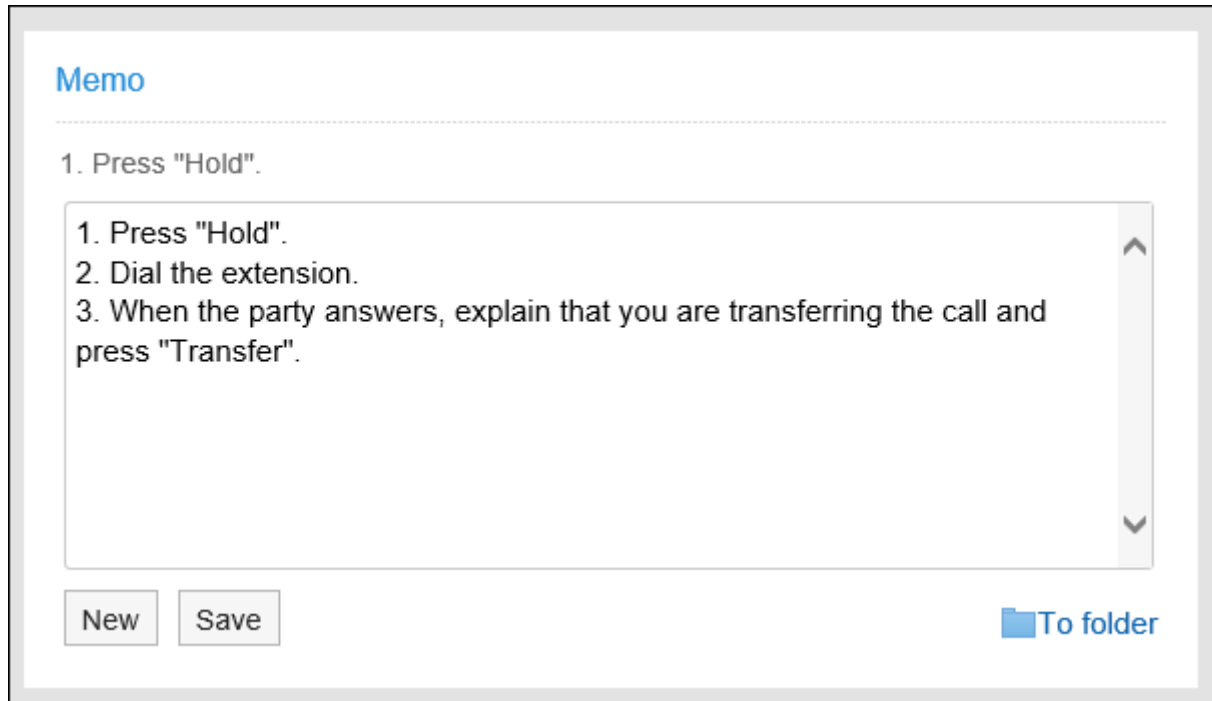 Memo
1. Press "Hold".
1. Press "Hold".
2. Dial the extension.
3. When the party answers, explain that you are transferring the call and
press "Transfer".
New
Save
To folder